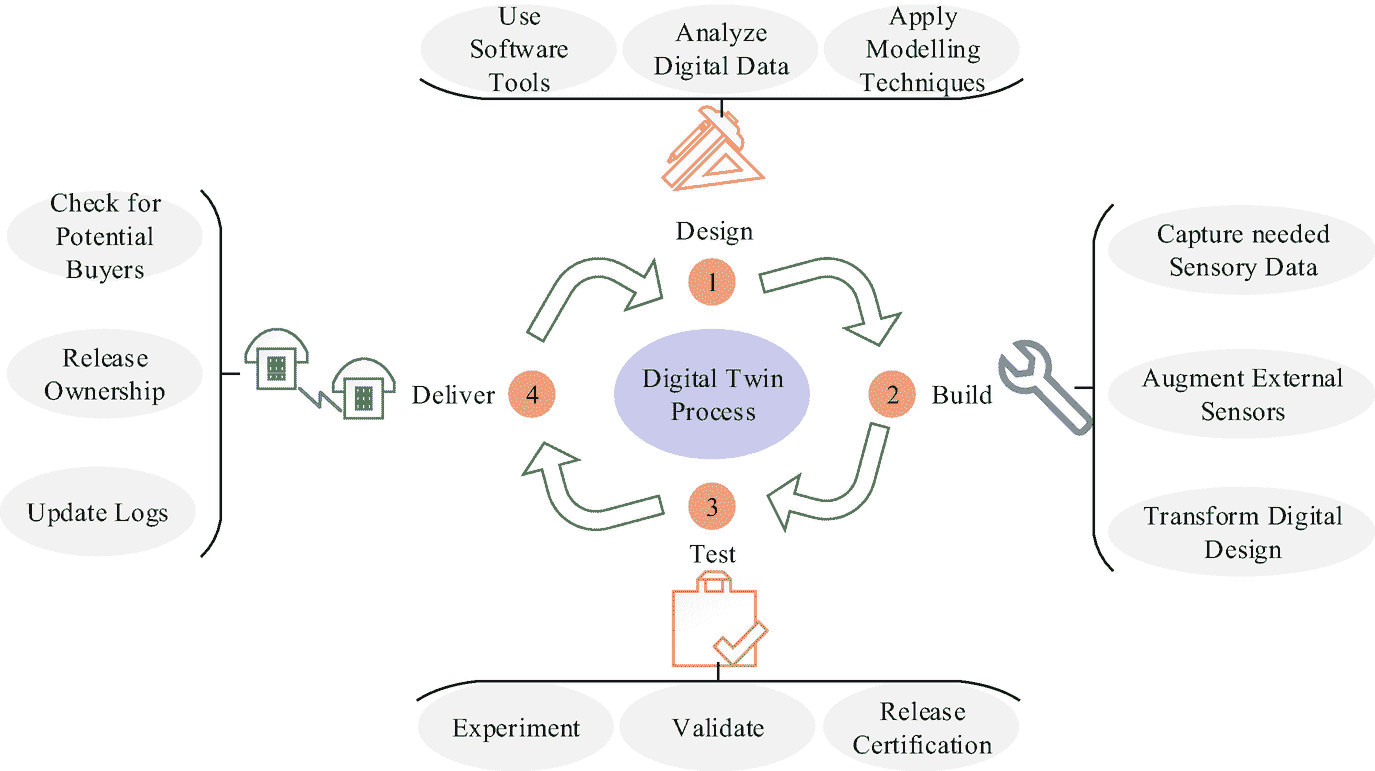 Use
Software
Tools
Analyze
Digital Data
Apply
Modelling
Techniques
Design
1
Check for
Potential
Buyers
Release
Ownership
Update Logs
Deliver
4
Digital Twin
Process
2
Build
Capture needed
Sensory Data
Augment External
Sensors
Transform Digital
Design
3
Test
Experiment
Validate
Release
Certification